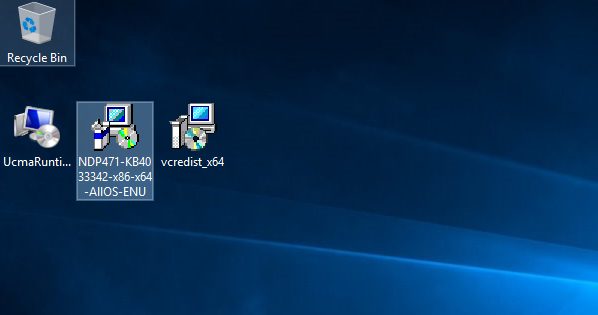 Recycle Bin
UcmaRunti...
NDP471-KB40
33342-x86-x64
-AllOS-ENU
vcredist_x64